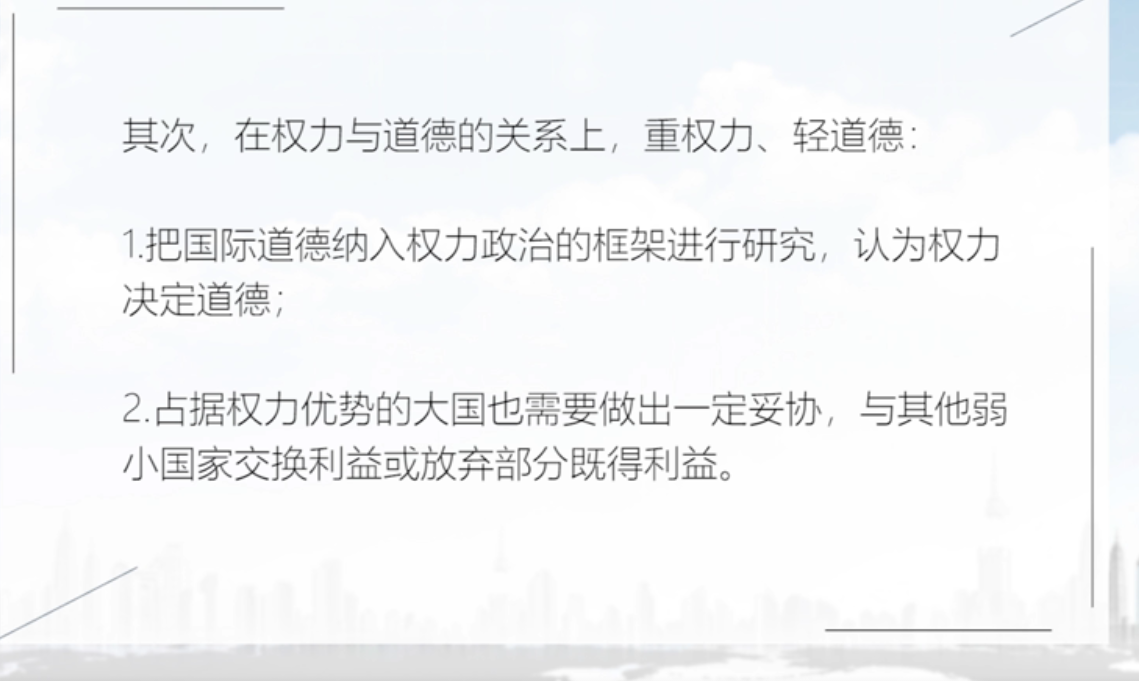 其次，在权力与道德的关系上，重权力、轻道德：
1.把国际道德纳入权力政治的框架进行研究，认为权力
决定道德；
2.占据权力优势的大国也需要做出一定妥协，与其他弱
小国家交换利益或放弃部分既得利益。